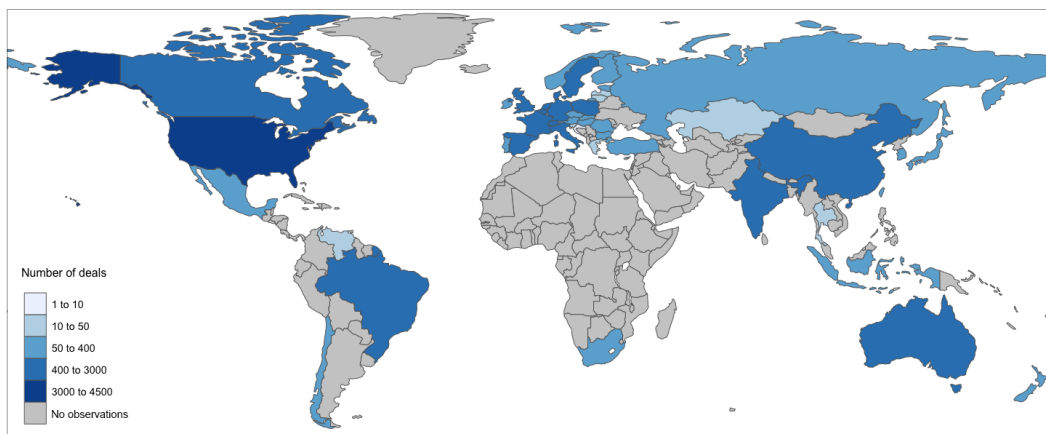 Number of deals
1 to 10
10 to 50
50 to 400
400 to 3000
3000 to 4500
No observations